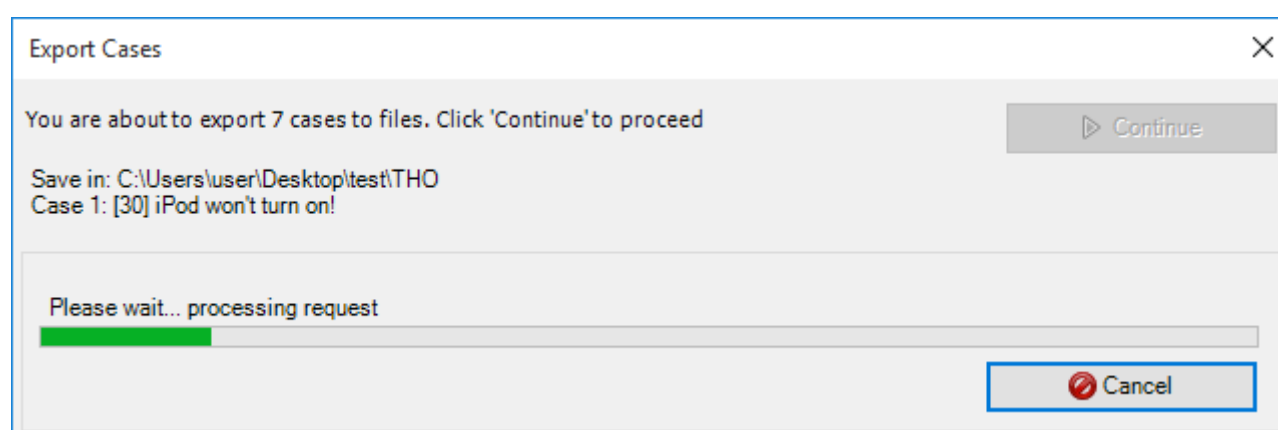 Export Cases
You are about to export 7 cases to files. Click 'Continue' to proceed
Continue
Save in: C:\Users\user\Desktop\test\THO
Case 1: [30] iPod won't turn on!
Please wait... processing request
Cancel